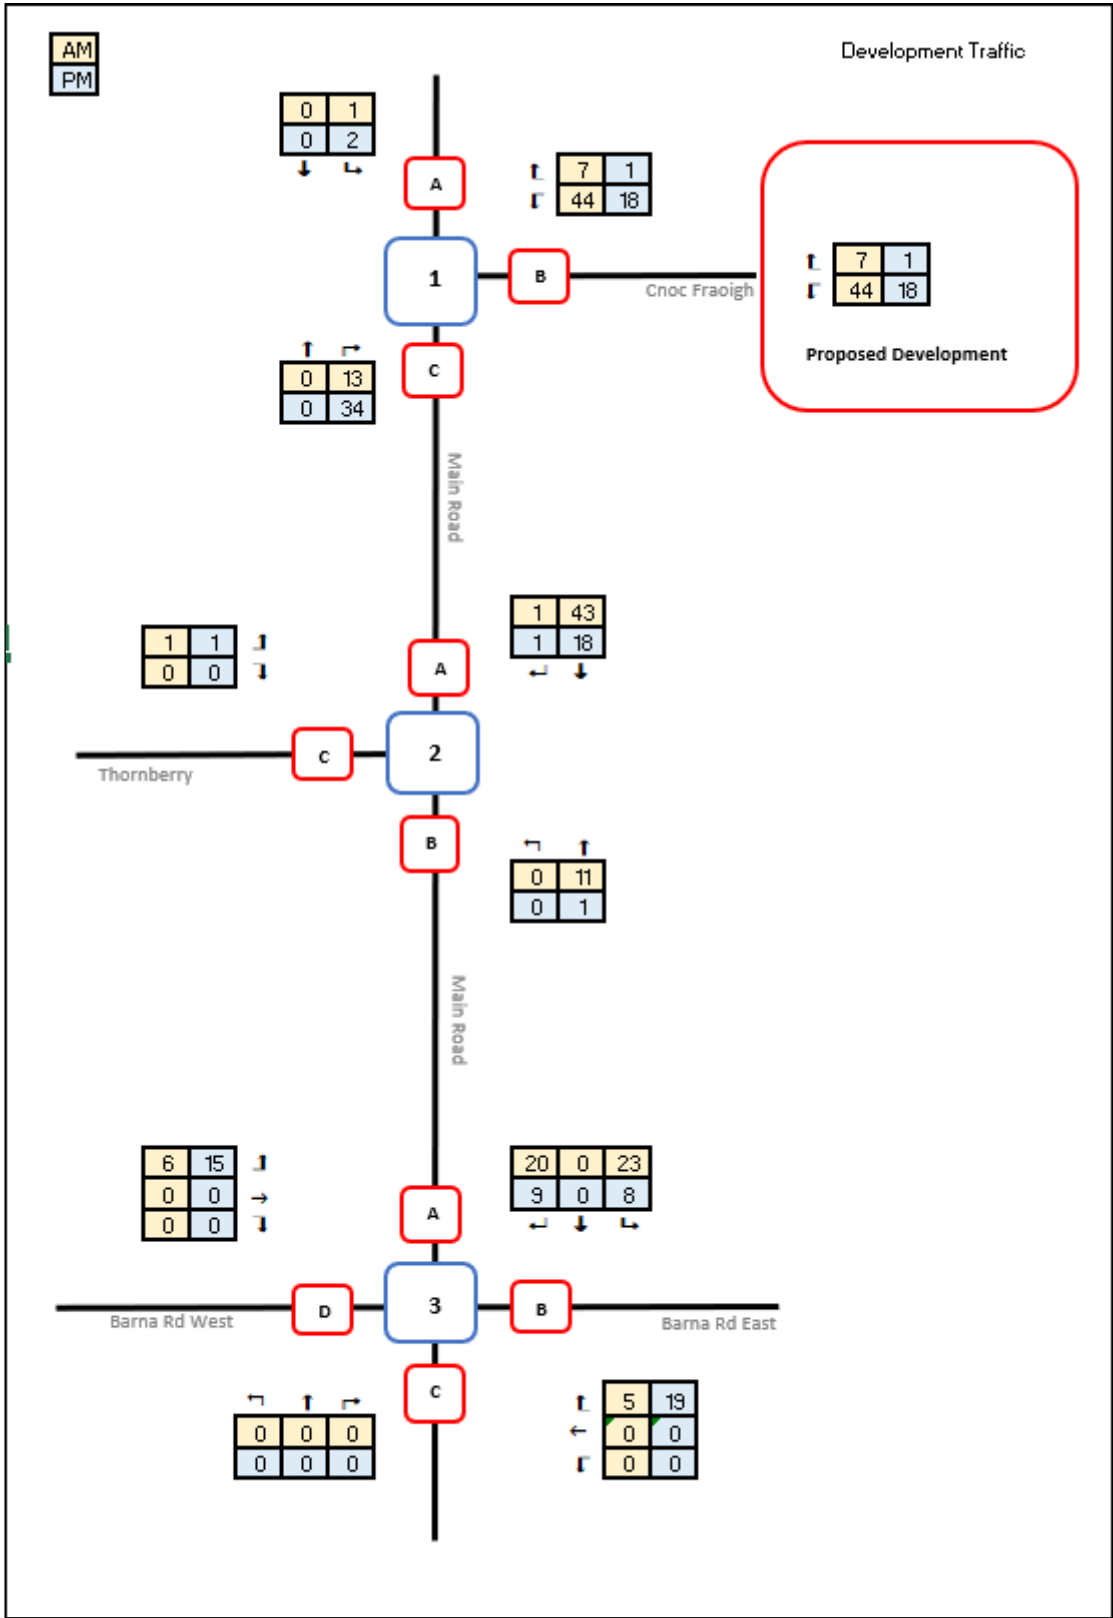 AM
PM
Development Traffic
0 1
0 2
A
7 1
44 18
1
B
Cnoc Fraoigh
7 1
44 18
Proposed Development
0 13
0 34
C
Main Road
1 43
1 18
1 1
0 0
A
C
2
Thornberry
B
0 11
0 1
Main Road
6 15
0 0
0 0
20 0 23
9 0 8
A
D
3
B
Barna Rd West
Barna Rd East
C
0 0 0
0 0 0
5 19
0 0
0 0